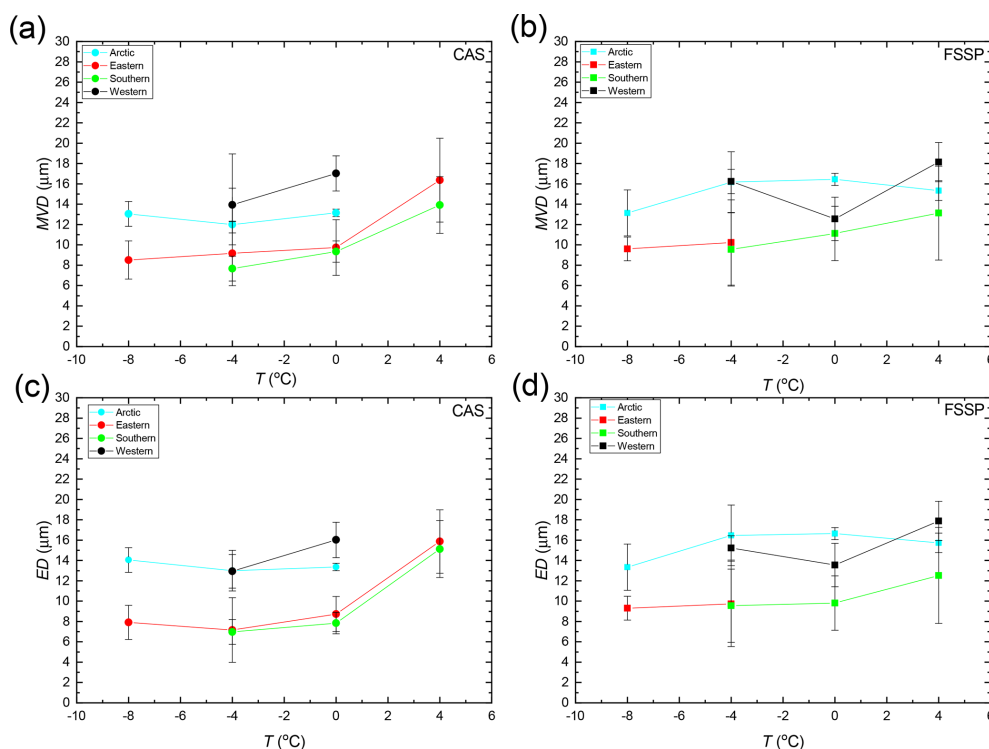 (a)
CAS
Arctic
Eastern
Southern
Western
MVD (μm)
30
28
26
24
22
20
18
16
14
12
10
8
6
4
2
0
-10 -8 -6 -4 -2 0 2 4 6
T (°C)
(b)
FSSP
Arctic
Eastern
Southern
Western
MVD (μm)
30
28
26
24
22
20
18
16
14
12
10
8
6
4
2
0
-10 -8 -6 -4 -2 0 2 4 6
T (°C)
(c)
CAS
Arctic
Eastern
Southern
Western
ED (μm)
30
28
26
24
22
20
18
16
14
12
10
8
6
4
2
0
-10 -8 -6 -4 -2 0 2 4 6
T (°C)
(d)
FSSP
Arctic
Eastern
Southern
Western
ED (μm)
30
28
26
24
22
20
18
16
14
12
10
8
6
4
2
0
-10 -8 -6 -4 -2 0 2 4 6
T (°C)